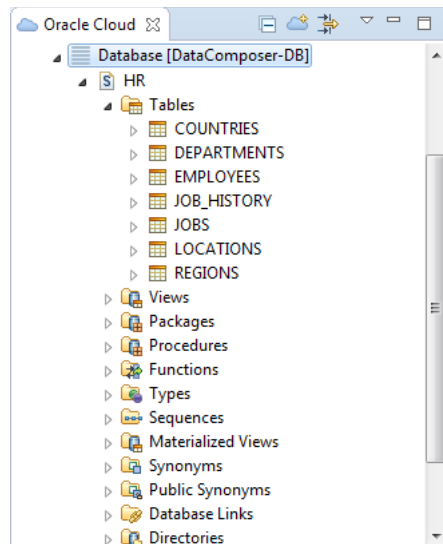 Oracle Cloud
Database [DataComposer-DB]
S HR
Tables
COUNTRIES
DEPARTMENTS
EMPLOYEES
JOB_HISTORY
JOBS
LOCATIONS
REGIONS
Views
Packages
Procedures
Functions
Types
Sequences
Materialized Views
Synonyms
Public Synonyms
Database Links
Directories